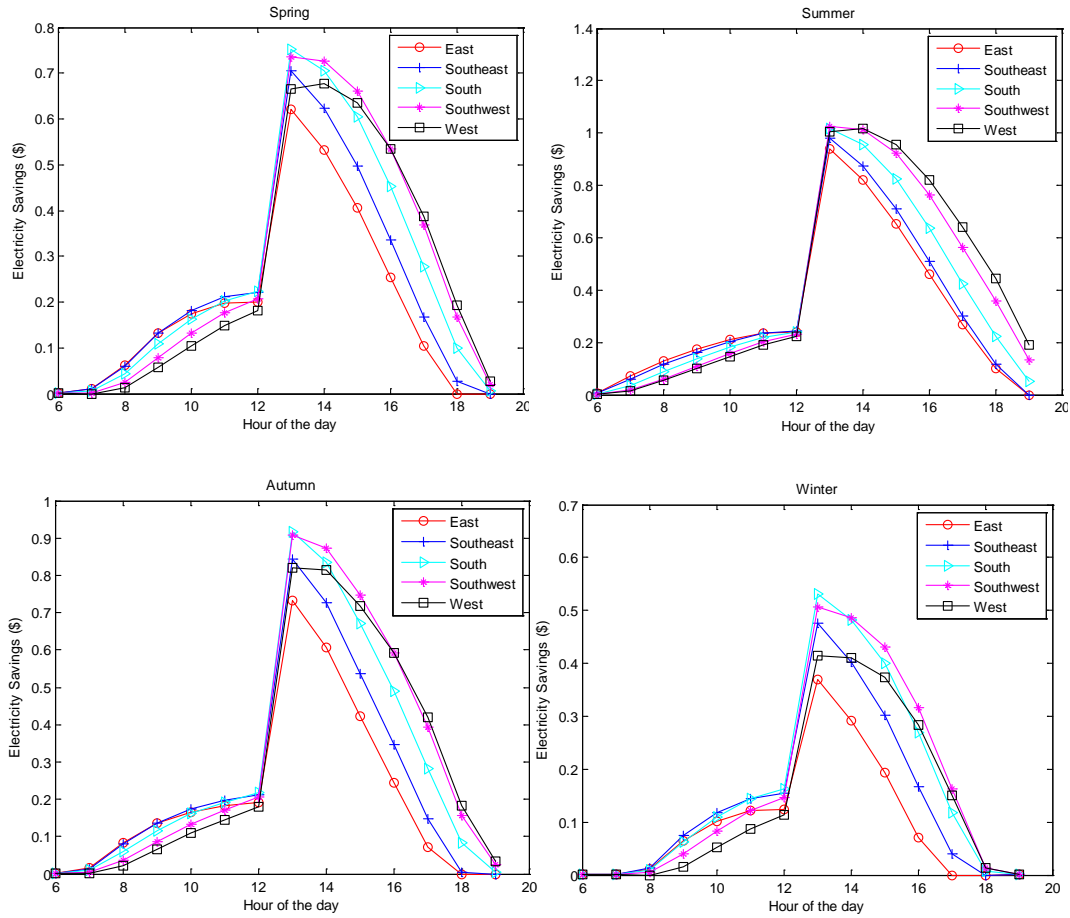 Spring
Electricity Savings ($)
0.8
0.7
0.6
0.5
0.4
0.3
0.2
0.1
0
6 8 10 12 14 16 18 20
Hour of the day
East
Southeast
South
Southwest
West
Summer
Electricity Savings ($)
1.4
1.2
1.0
0.8
0.6
0.4
0.2
0
6 8 10 12 14 16 18 20
Hour of the day
East
Southeast
South
Southwest
West
Autumn
Electricity Savings ($)
1
0.9
0.8
0.7
0.6
0.5
0.4
0.3
0.2
0.1
0
6 8 10 12 14 16 18 20
Hour of the day
East
Southeast
South
Southwest
West
Winter
Electricity Savings ($)
0.7
0.6
0.5
0.4
0.3
0.2
0.1
0
6 8 10 12 14 16 18 20
Hour of the day
East
Southeast
South
Southwest
West